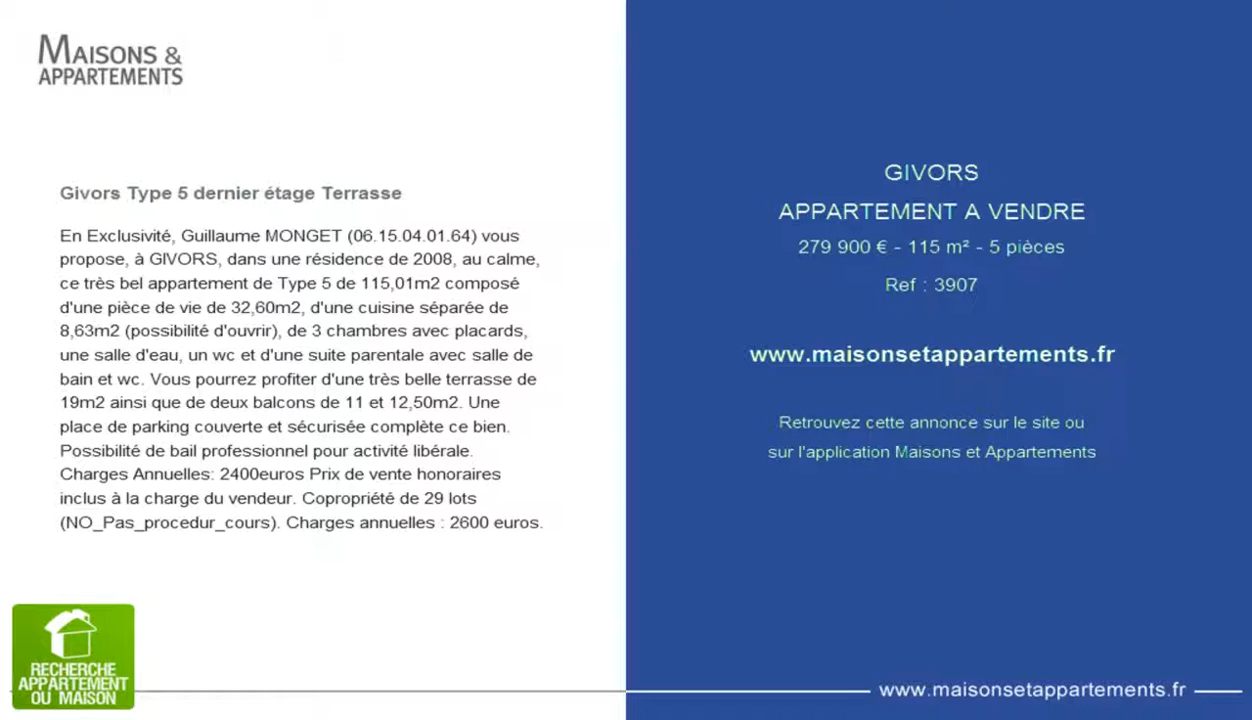 MAISONS &
APPARTEMENTS
Givors Type 5 dernier étage Terrasse
En Exclusivité, Guillaume MONGET (06.15.04.01.64) vous
propose, à GIVORS, dans une résidence de 2008, au calme,
ce très bel appartement de Type 5 de 115,01m2 composé
d'une pièce de vie de 32,60m2, d'une cuisine séparée de
8,63m2 (possibilité d'ouvrir), de 3 chambres avec placards,
une salle d'eau, un wc et d'une suite parentale avec salle de
bain et wc. Vous pourrez profiter d'une très belle terrasse de
19m2 ainsi que de deux balcons de 11 et 12,50m2. Une
place de parking couverte et sécurisée complète ce bien.
Possibilité de bail professionnel pour activité libérale.
Charges Annuelles: 2400euros Prix de vente honoraires
inclus à la charge du vendeur. Copropriété de 29 lots
(NO_Pas_procedur_cours). Charges annuelles : 2600 euros.
RECHERCHE
APPARTEMENT
OU MAISON
GIVORS
APPARTEMENT A VENDRE
279 900 € - 115 m² - 5 pièces
Ref : 3907
www.maisonsetappartements.fr
Retrouvez cette annonce sur le site ou
sur l'application Maisons et Appartements
www.maisonsetappartements.fr